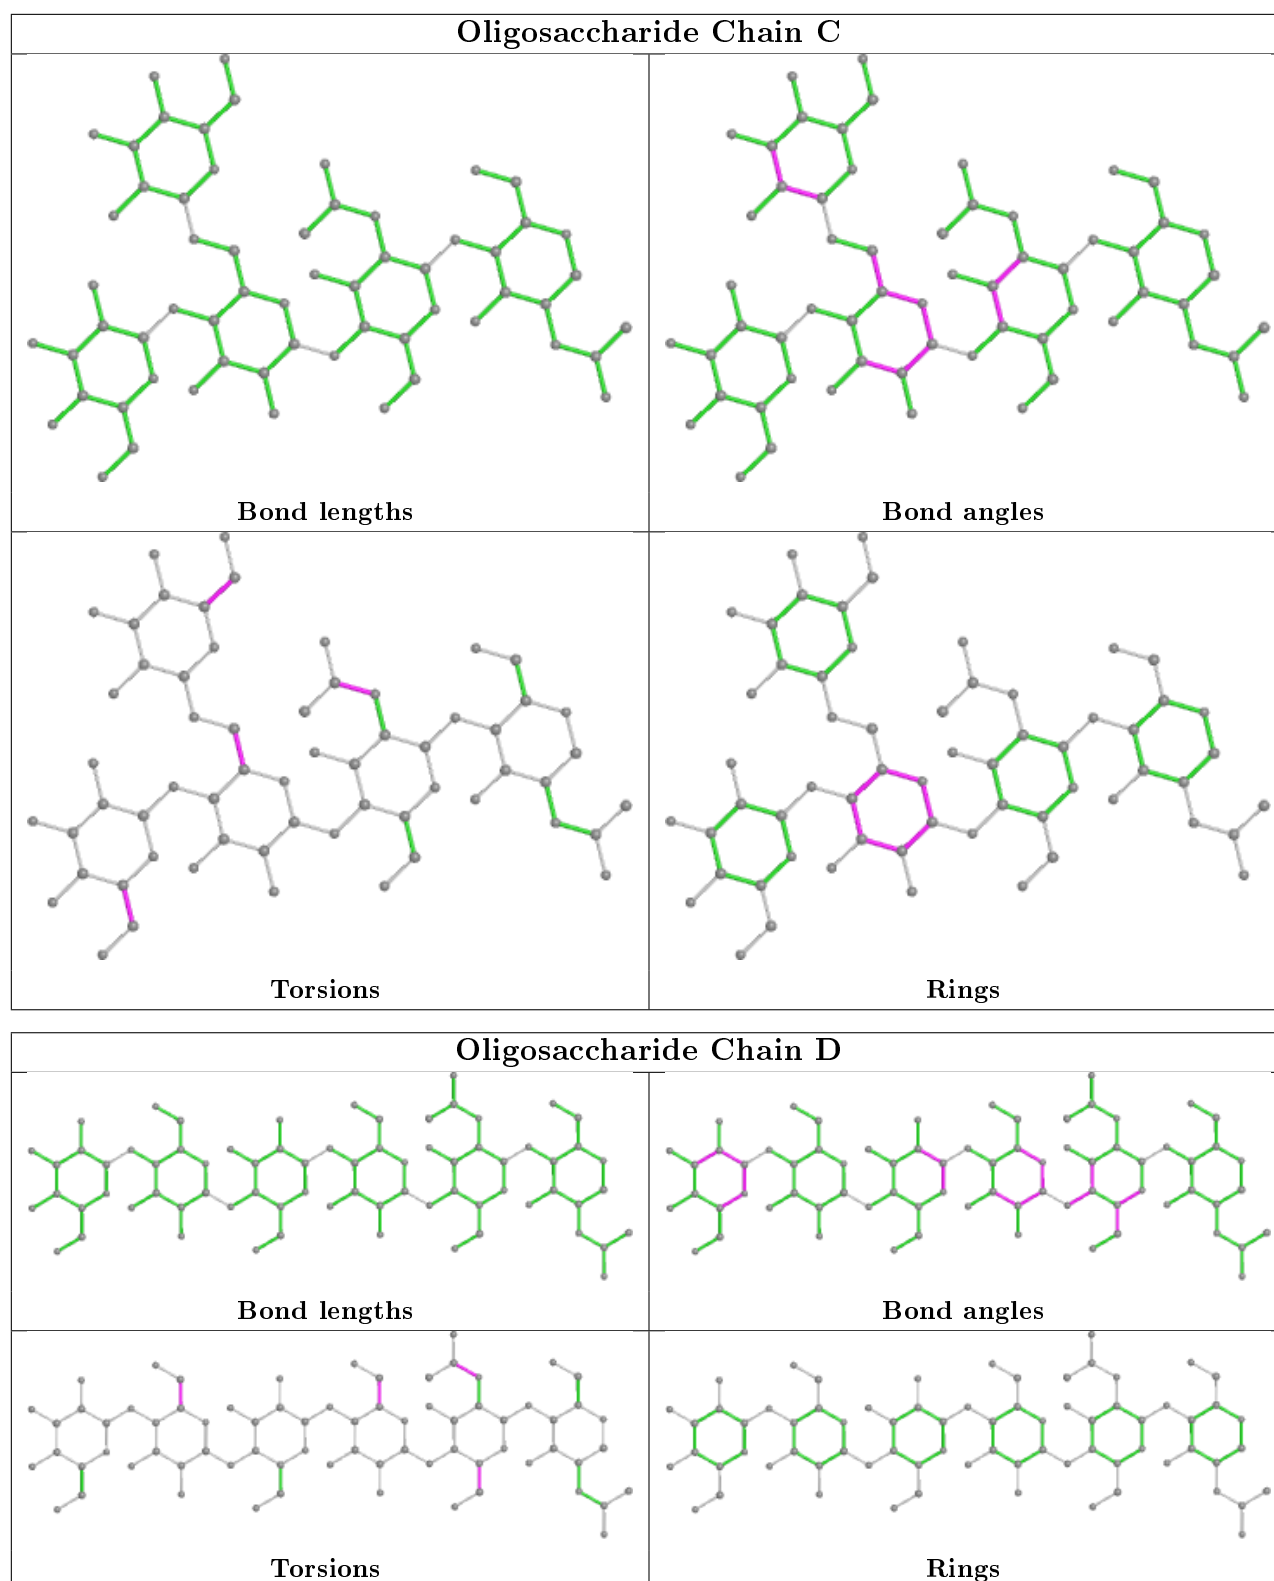 Oligosaccharide Chain C
Bond lengths
Bond angles
Torsions
Rings
Oligosaccharide Chain D
Bond lengths
Bond angles
Torsions
Rings